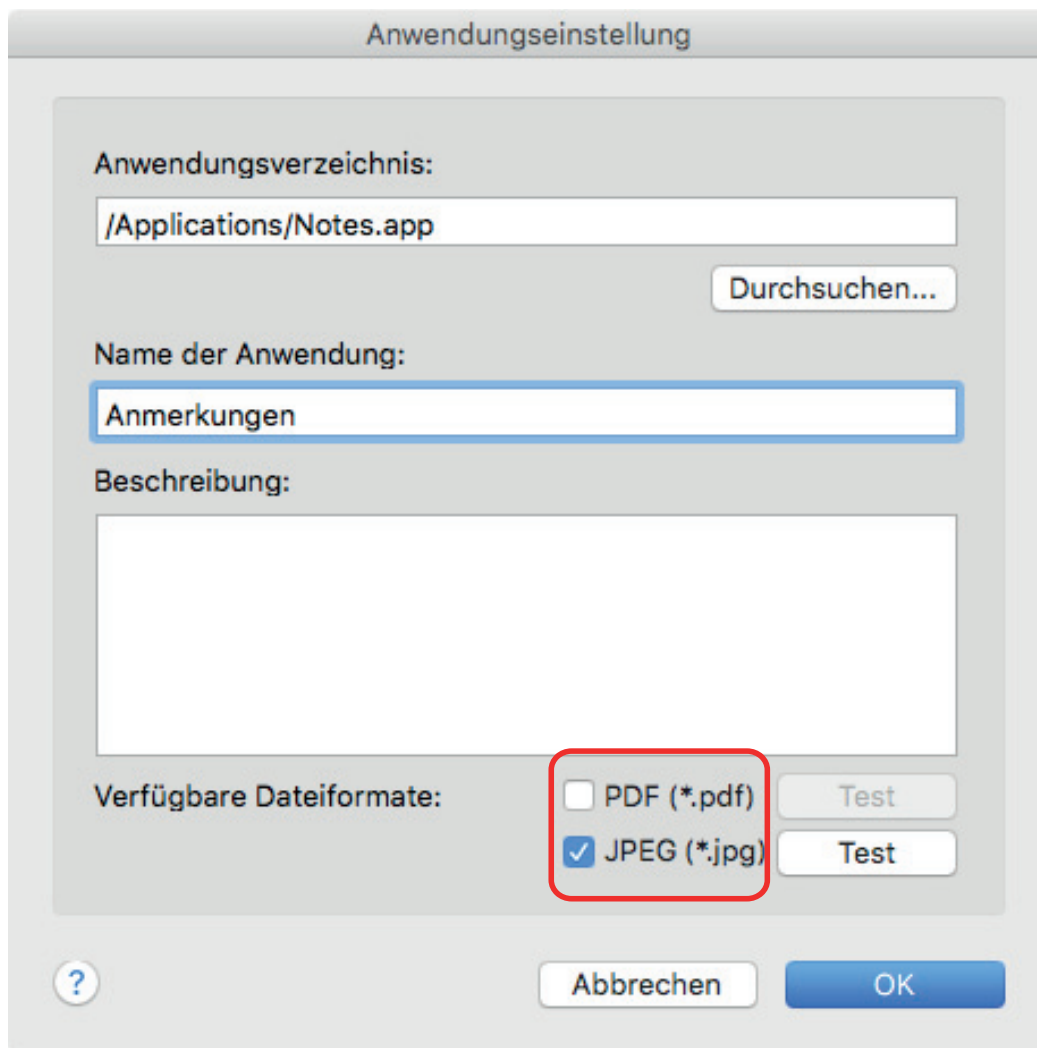 Anwendungseinstellung
Anwendungsverzeichnis:
/Applications/Notes.app
Durchsuchen...
Name der Anwendung:
Anmerkungen
Beschreibung:
Verfügbare Dateiformate: PDF (*.pdf) Test
JPEG (*.jpg) Test
? Abbrechen OK